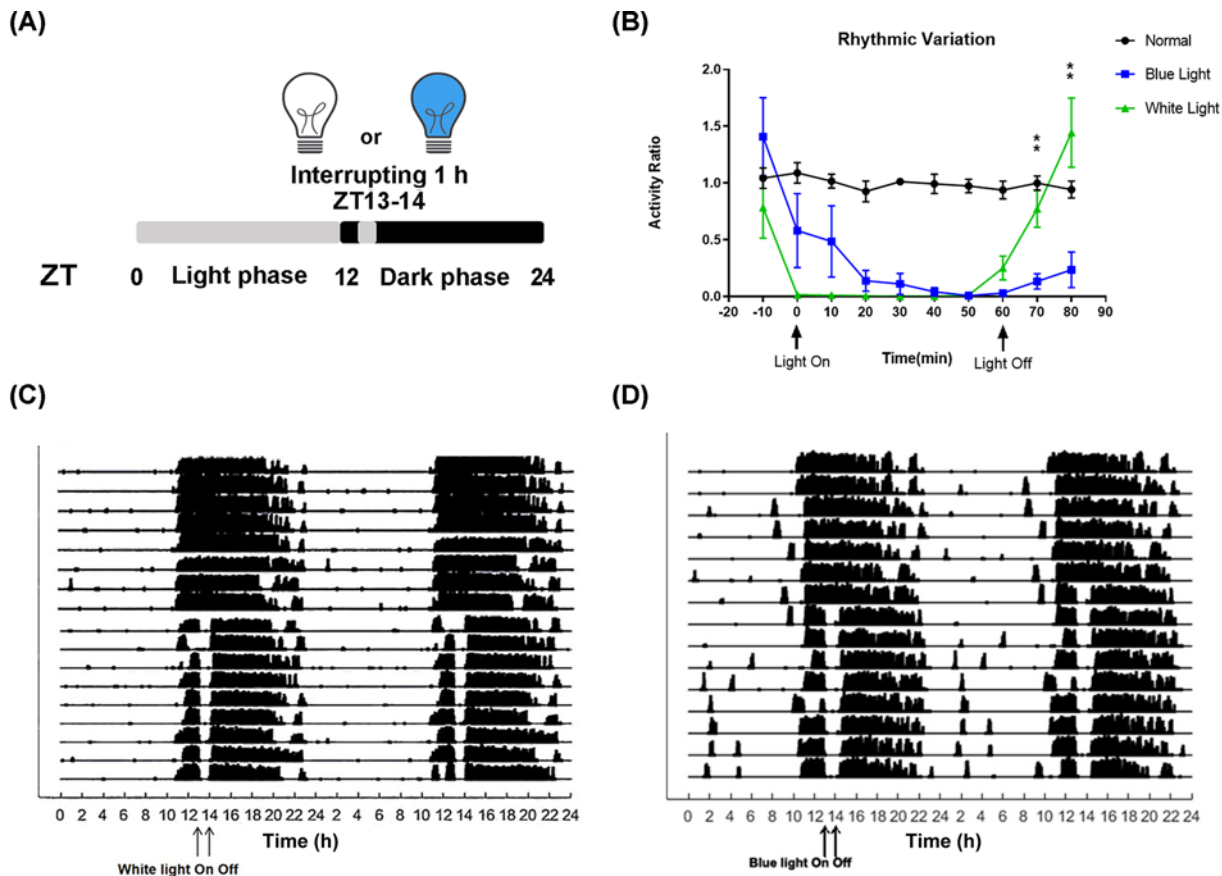 (A)
or
Interrupting 1 h
ZT13-14
ZT 0 Light phase 12 Dark phase 24
(B)
Rhythmic Variation
Normal
Blue Light
White Light
Activity Ratio
2.0
1.5
1.0
0.5
0.0
* *
* *
-20 -10 0 10 20 30 40 50 60 70 80 90
Light On Time(min) Light Off
(C)
0 2 4 6 8 10 12 14 16 18 20 22 24 2 4 6 8 10 12 14 16 18 20 22 24
Time (h)
White light On Off
(D)
0 2 4 6 8 10 12 14 16 18 20 22 24 2 4 6 8 10 12 14 16 18 20 22 24
Time (h)
Blue light On Off